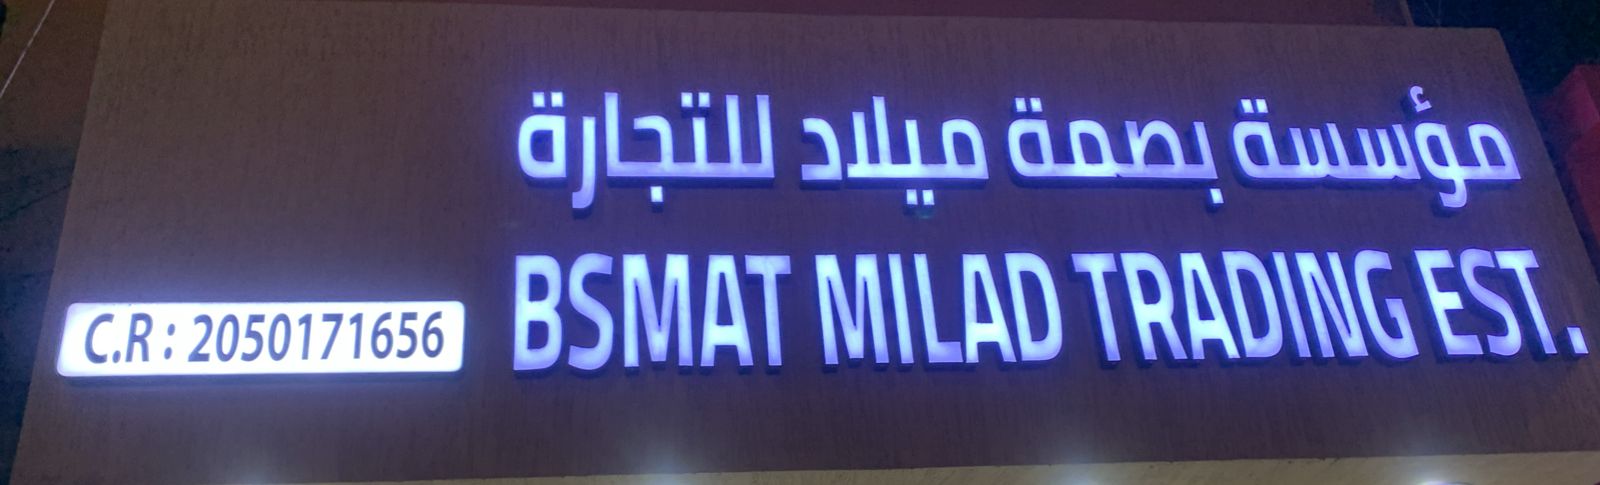 مؤسسة بصمة ميلاد للتجارة
BSMAT MILAD TRADING EST.
C.R : 2050171656